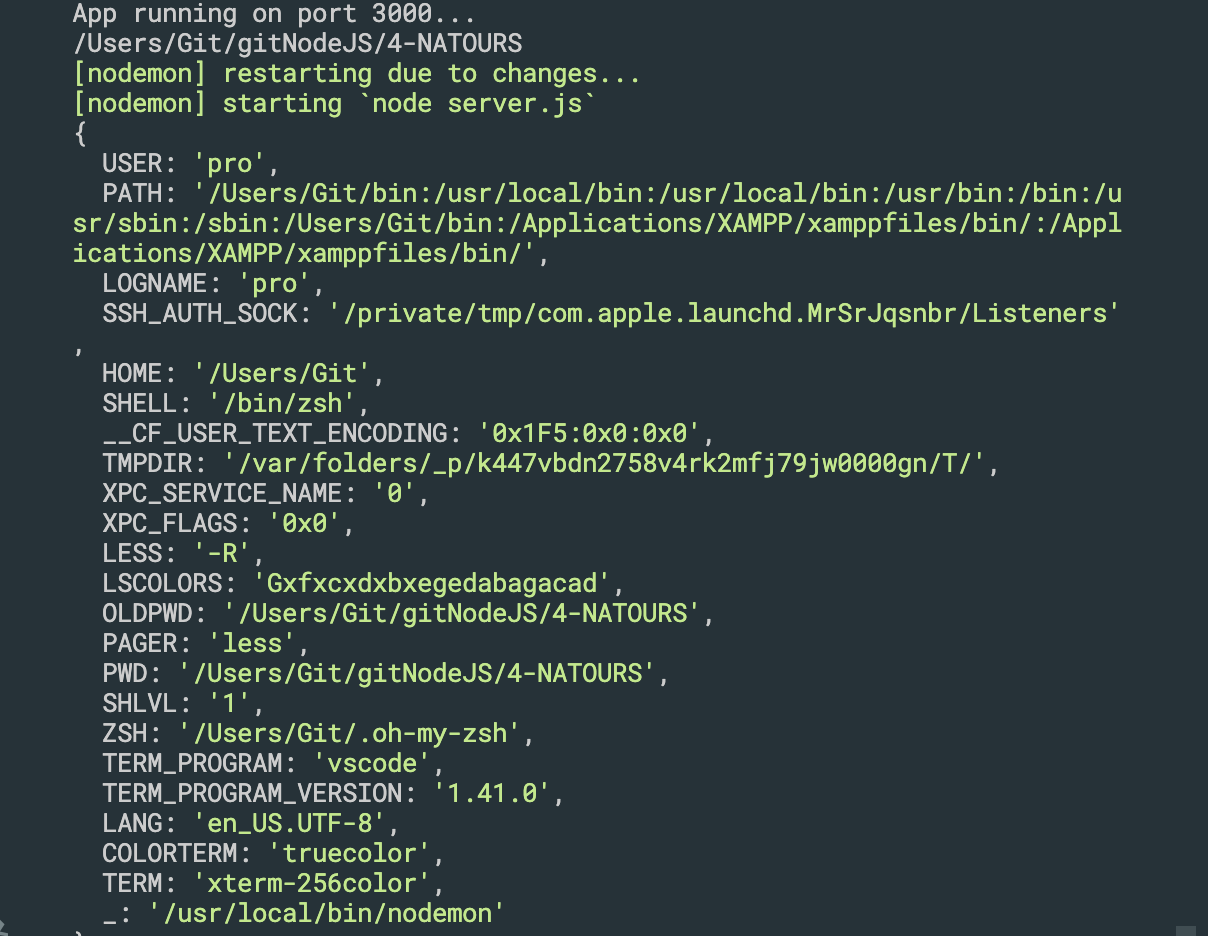 App running on port 3000...
/Users/Git/gitNodeJS/4-NATOURS
[nodemon] restarting due to changes...
[nodemon] starting `node server.js`
{
  USER: 'pro',
  PATH: '/Users/Git/bin:/usr/local/bin:/usr/local/bin:/usr/bin:/bin:/u
sr/sbin:/sbin:/Users/Git/bin:/Applications/XAMPP/xamppfiles/bin/:/Appl
ications/XAMPP/xamppfiles/bin/',
  LOGNAME: 'pro',
  SSH_AUTH_SOCK: '/private/tmp/com.apple.launchd.MrSrJqsnbr/Listeners'
,
  HOME: '/Users/Git',
  SHELL: '/bin/zsh',
  __CF_USER_TEXT_ENCODING: '0x1F5:0x0:0x0',
  TMPDIR: '/var/folders/_p/k447vbdn2758v4rk2mfj79jw0000gn/T/',
  XPC_SERVICE_NAME: '0',
  XPC_FLAGS: '0x0',
  LESS: '-R',
  LSCOLORS: 'Gxfxcxdxbxegedabagacad',
  OLDPWD: '/Users/Git/gitNodeJS/4-NATOURS',
  PAGER: 'less',
  PWD: '/Users/Git/gitNodeJS/4-NATOURS',
  SHLVL: '1',
  ZSH: '/Users/Git/.oh-my-zsh',
  TERM_PROGRAM: 'vscode',
  TERM_PROGRAM_VERSION: '1.41.0',
  LANG: 'en_US.UTF-8',
  COLORTERM: 'truecolor',
  TERM: 'xterm-256color',
  _: '/usr/local/bin/nodemon'